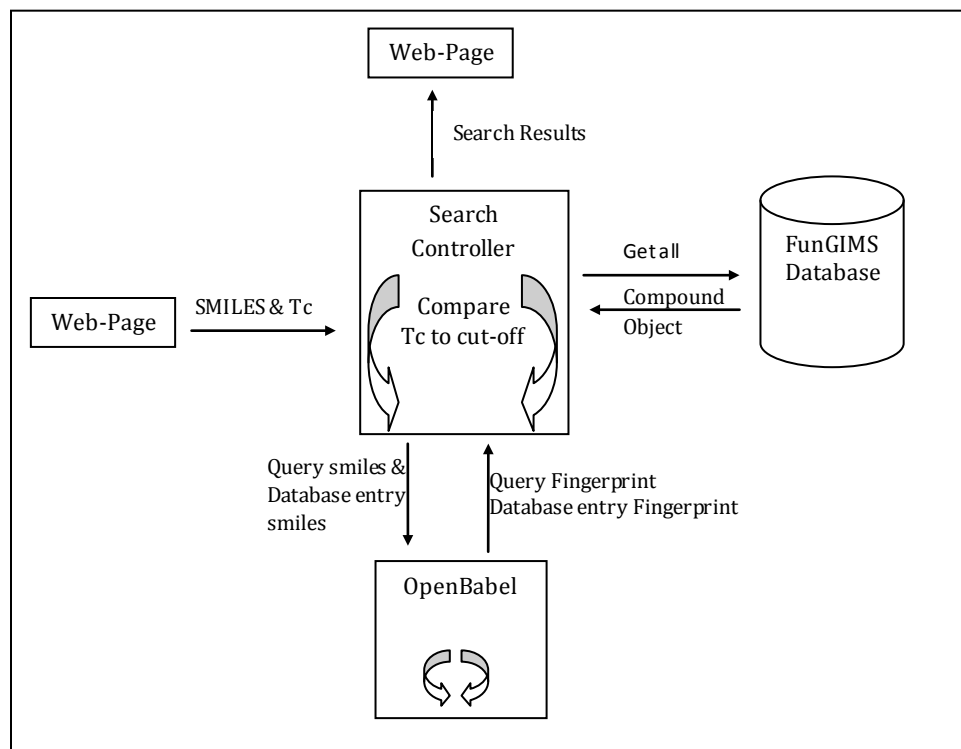 Web-Page
Search Results
Search
Controller
Compare
Tc to cut-off
Get all
Compound
Object
FunGIMS
Database
Web-Page
SMILES & Tc
Query smiles &
Database entry
smiles
Query Fingerprint
Database entry Fingerprint
OpenBabel